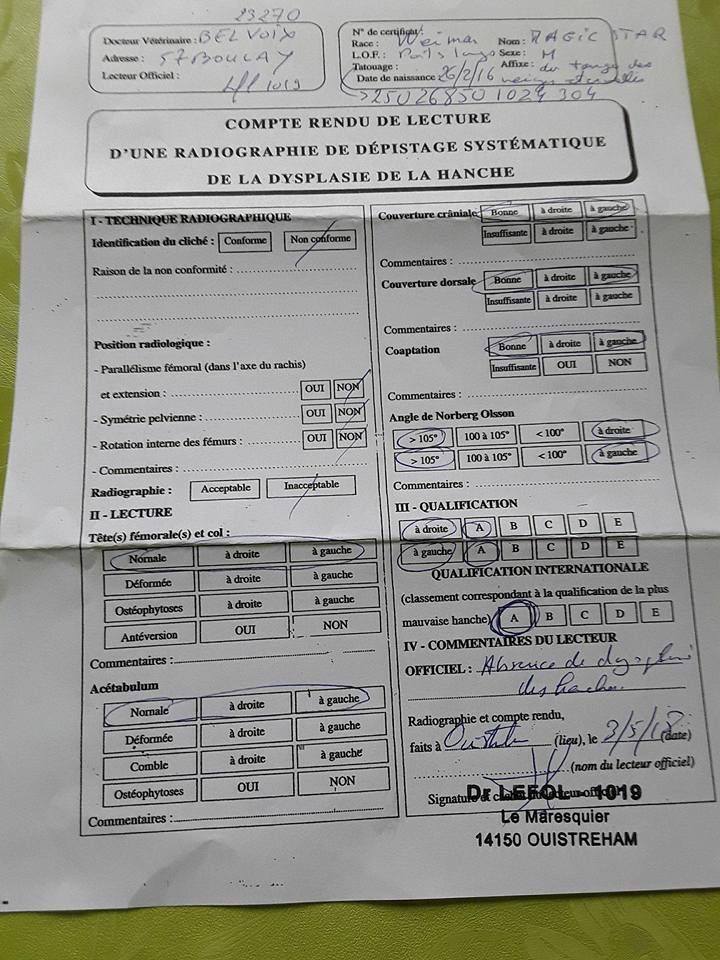 23270
Docteur Vétérinaire : BELVOIX
Adresse : 57 BOULAY
Lecteur Officiel : 1019
N° de certificat :
Race : Weimar Nom : MAGIC STAR
L.O.F. : Poils longs Sexe : M
Tatouage : Affixe : du temps des
Date de naissance 26/2/16 neiges éternelles
250268501024304
COMPTE RENDU DE LECTURE
D'UNE RADIOGRAPHIE DE DÉPISTAGE SYSTÉMATIQUE
DE LA DYSPLASIE DE LA HANCHE
I - TECHNIQUE RADIOGRAPHIQUE
Identification du cliché : Conforme Non conforme
Raison de la non conformité :
Position radiologique :
- Parallélisme fémoral (dans l'axe du rachis)
et extension : OUI NON
- Symétrie pelvienne : OUI NON
- Rotation interne des fémurs : OUI NON
- Commentaires :
Radiographie : Acceptable Inacceptable
II - LECTURE
Tête(s) fémorale(s) et col :
Normale à droite à gauche
Déformée à droite à gauche
Ostéophytoses à droite à gauche
Antéversion OUI NON
Commentaires :
Acétabulum
Normale à droite à gauche
Déformée à droite à gauche
Comble à droite à gauche
Ostéophytoses OUI NON
Commentaires :
Couverture crâniale Bonne à droite à gauche
Insuffisante à droite à gauche
Commentaires :
Couverture dorsale Bonne à droite à gauche
Insuffisante à droite à gauche
Commentaires :
Coaptation Bonne à droite à gauche
Insuffisante OUI NON
Commentaires :
Angle de Norberg Olsson
> 105° 100 à 105° < 100° à droite
> 105° 100 à 105° < 100° à gauche
Commentaires :
III - QUALIFICATION
à droite A B C D E
à gauche A B C D E
QUALIFICATION INTERNATIONALE
(classement correspondant à la qualification de la plus
mauvaise hanche) A B C D E
IV - COMMENTAIRES DU LECTEUR
OFFICIEL : Absence de dysplasie
des hanches
Radiographie et compte rendu,
faits à (lieu), le 3/5/18 (date)
(nom du lecteur officiel)
Signature et cachet du lecteur officiel
Dr LEFOL - 1019
Le Maresquier
14150 OUISTREHAM